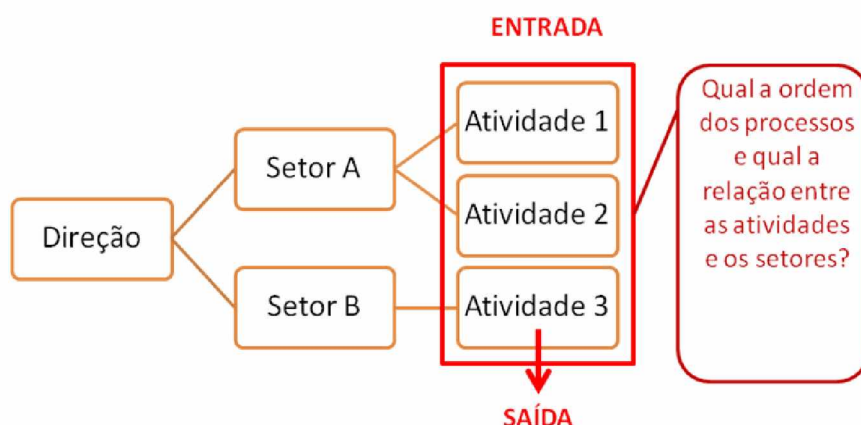 ENTRADA
Direção
Setor A
Setor B
Atividade 1
Atividade 2
Atividade 3
SAÍDA
Qual a ordem
dos processos
e qual a
relação entre
as atividades
e os setores?